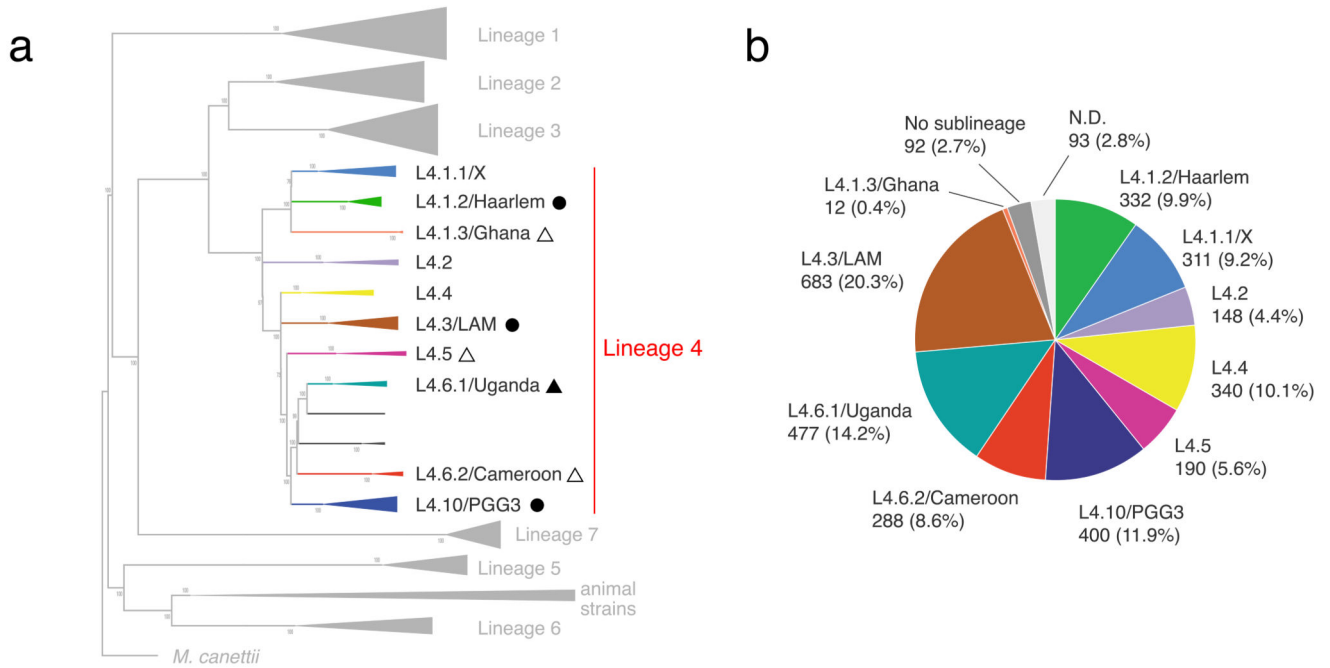 a
Lineage 1
Lineage 2
Lineage 3
L4.1.1/X
L4.1.2/Haarlem
L4.1.3/Ghana
L4.2
L4.4
L4.3/LAM
L4.5
L4.6.1/Uganda
L4.6.2/Cameroon
L4.10/PGG3
Lineage 4
Lineage 7
Lineage 5
animal
strains
Lineage 6
M. canettii
b
No sublineage
92 (2.7%)
N.D.
93 (2.8%)
L4.1.3/Ghana
12 (0.4%)
L4.1.2/Haarlem
332 (9.9%)
L4.1.1/X
311 (9.2%)
L4.3/LAM
683 (20.3%)
L4.2
148 (4.4%)
L4.4
340 (10.1%)
L4.6.1/Uganda
477 (14.2%)
L4.5
190 (5.6%)
L4.6.2/Cameroon
288 (8.6%)
L4.10/PGG3
400 (11.9%)